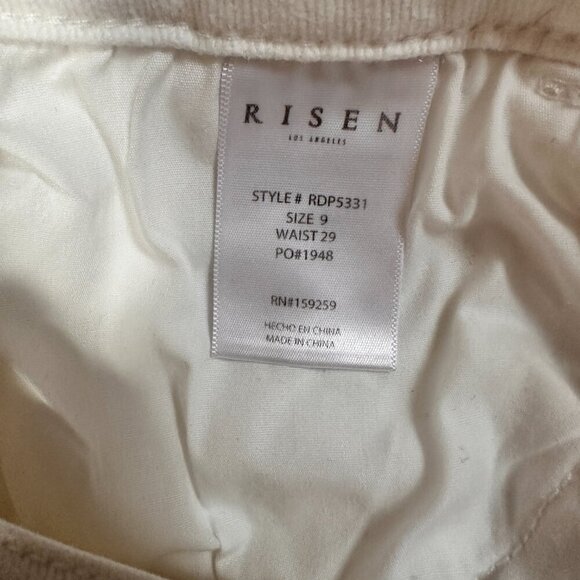 RISEN
LOS ANGELES
STYLE# RDP5331
SIZE 9
WAIST 29
PO#1948
RN#159259
HECHO EN CHINA
MADE IN CHINA